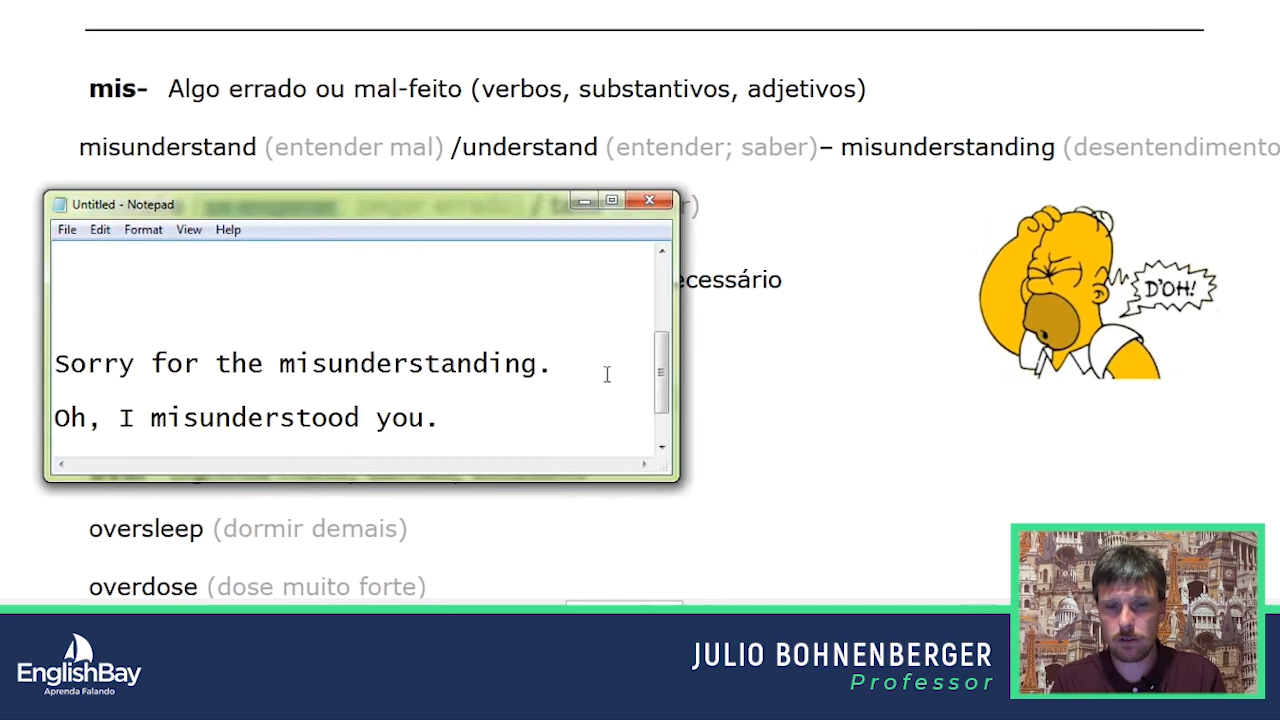 mis- Algo errado ou mal-feito (verbos, substantivos, adjetivos)
misunderstand (entender mal) /understand (entender; saber)– misunderstanding (desentendimento
Untitled - Notepad
File Edit Format View Help
ecessário
D'OH!
Sorry for the misunderstanding.
Oh, I misunderstood you.
oversleep (dormir demais)
overdose (dose muito forte)
EnglishBay
Aprenda Falando
JULIO BOHNENBERGER
Professor